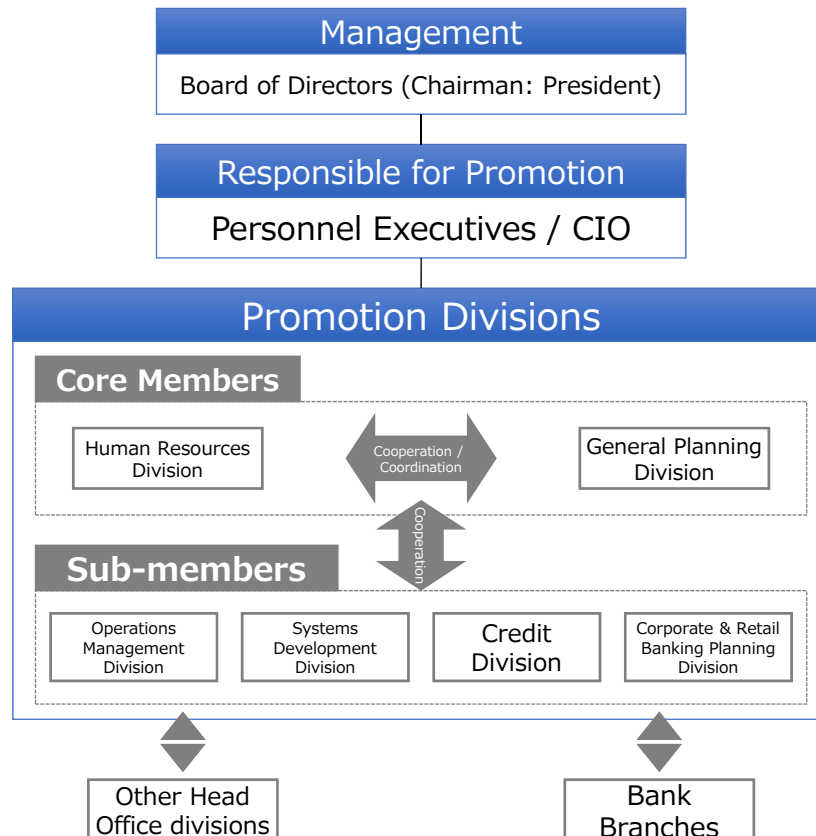 Management
Board of Directors (Chairman: President)
Responsible for Promotion
Personnel Executives / CIO
Promotion Divisions
Core Members
Human Resources
Division
Cooperation /
Coordination
General Planning
Division
Cooperation
Sub-members
Operations
Management
Division
Systems
Development
Division
Credit
Division
Corporate & Retail
Banking Planning
Division
Other Head
Office divisions
Bank
Branches